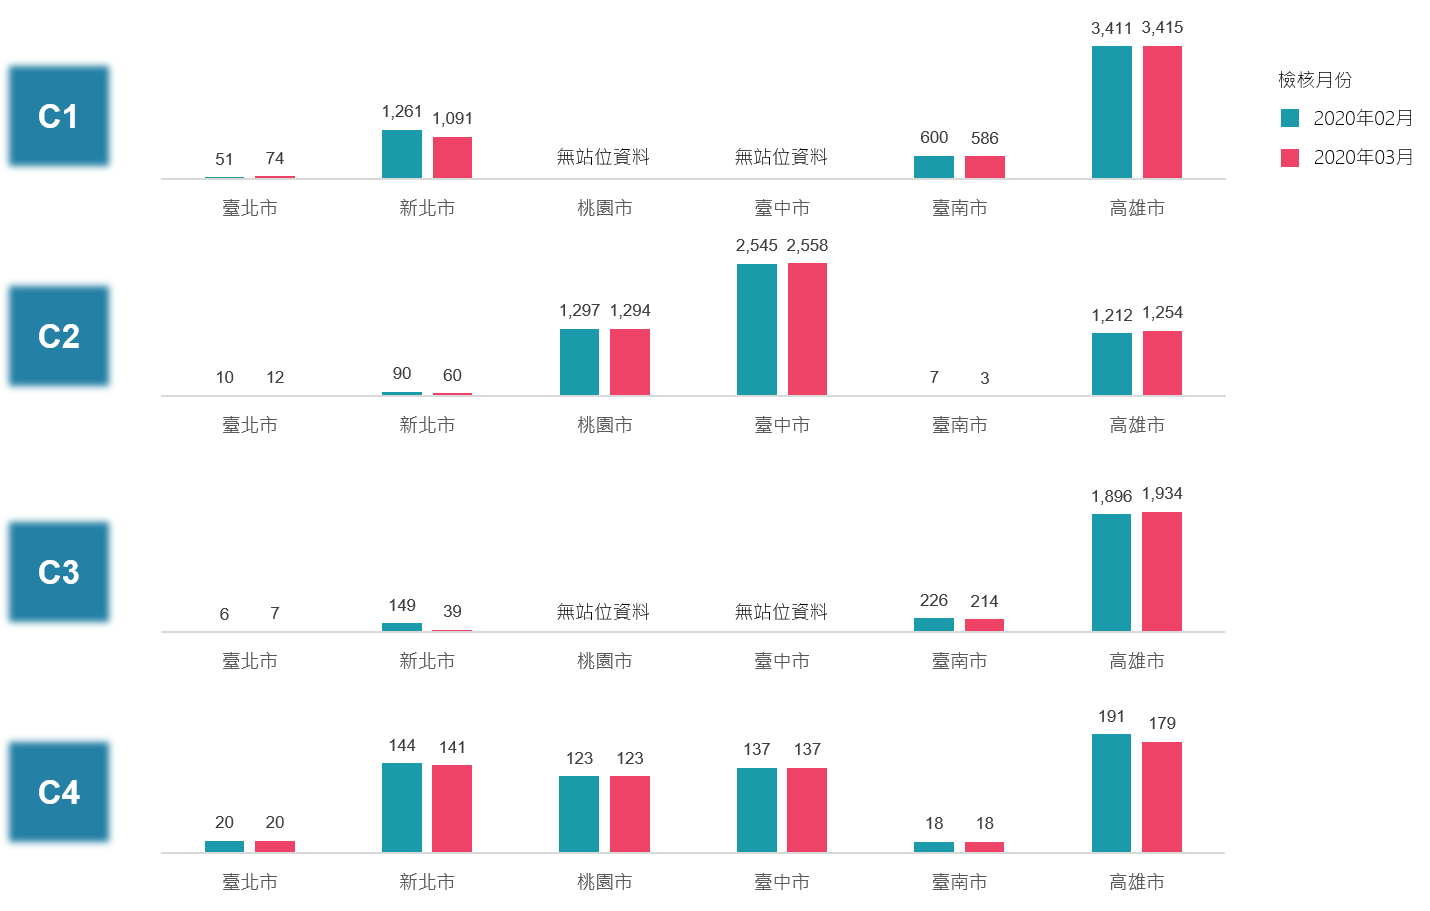 C1
51 74 1,261 1,091 無站位資料 無站位資料 600 586 3,411 3,415
臺北市 新北市 桃園市 臺中市 臺南市 高雄市
檢核月份
2020年02月
2020年03月
C2
10 12 90 60 1,297 1,294 2,545 2,558 7 3 1,212 1,254
臺北市 新北市 桃園市 臺中市 臺南市 高雄市
C3
6 7 149 39 無站位資料 無站位資料 226 214 1,896 1,934
臺北市 新北市 桃園市 臺中市 臺南市 高雄市
C4
20 20 144 141 123 123 137 137 18 18 191 179
臺北市 新北市 桃園市 臺中市 臺南市 高雄市